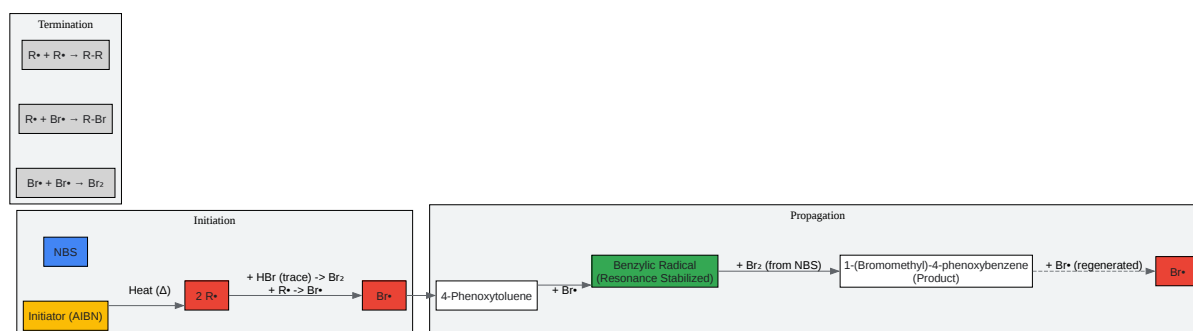 Termination
R• + R• → R-R
R• + Br• → R-Br
Br• + Br• → Br₂
Initiation
NBS
Initiator (AIBN)
Heat (Δ)
2 R•
+ HBr (trace) -> Br₂
+ R• -> Br•
Br•
Propagation
4-Phenoxytoluene
+ Br•
Benzylic Radical
(Resonance Stabilized)
+ Br₂ (from NBS)
1-(Bromomethyl)-4-phenoxybenzene
(Product)
+ Br• (regenerated)
Br•